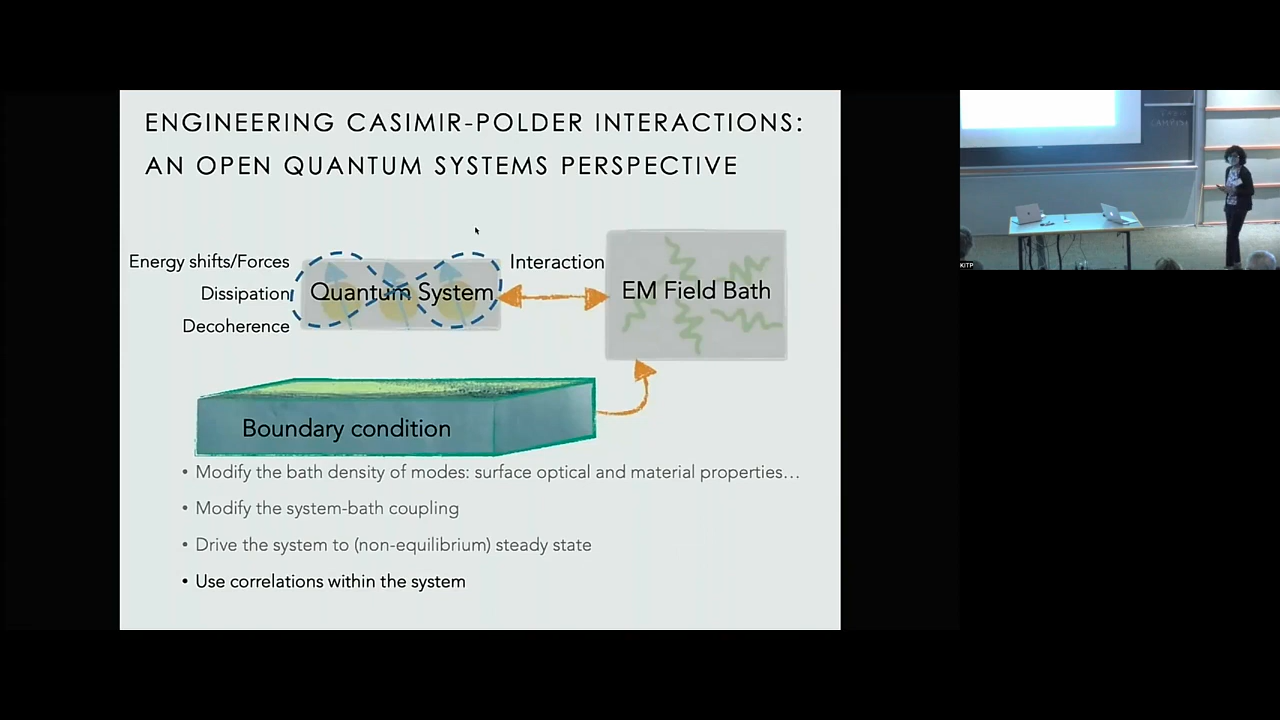 ENGINEERING CASIMIR-POLDER INTERACTIONS:
AN OPEN QUANTUM SYSTEMS PERSPECTIVE
Energy shifts/Forces
Dissipation
Decoherence
Quantum System
Interaction
EM Field Bath
Boundary condition
• Modify the bath density of modes: surface optical and material properties…
• Modify the system-bath coupling
• Drive the system to (non-equilibrium) steady state
• Use correlations within the system
KITP